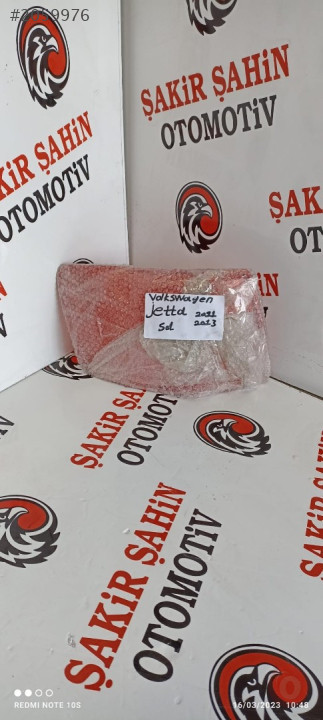 ŞAKİR ŞAHİN
OTOMOTİV
ŞAKİR ŞAHİN
OTOMOTİV
ŞAKİR ŞAHİN
OTOMOTİV
Volkswagen
Jetta 2011
Sol 2013
ŞAKİR ŞAHİN
OTOMOTİV
ŞAKİR ŞAHİN
OTOMOTİV
ŞAKİR
REDMI NOTE 10S
16/03/2023 10:48